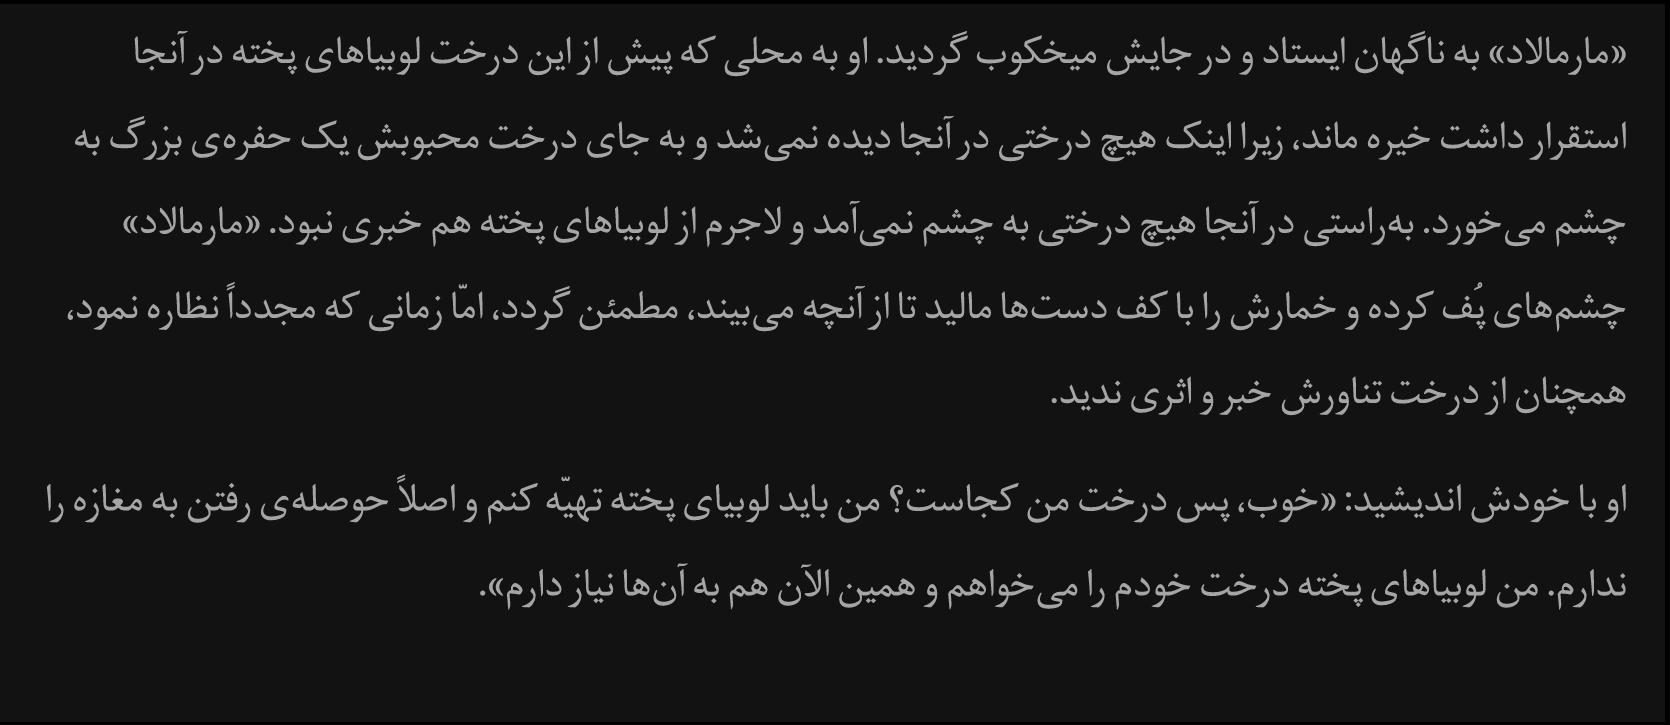 «مارمالاد» به ناگهان ایستاد و در جایش میخکوب گردید. او به محلی که پیش از این درخت لوبیاهای پخته در آنجا
استقرار داشت خیره ماند، زیرا اینک هیچ درختی در آنجا دیده نمی‌شد و به جای درخت محبوبش یک حفره‌ی بزرگ به
چشم می‌خورد. به‌راستی در آنجا هیچ درختی به چشم نمی‌آمد و لاجرم از لوبیاهای پخته هم خبری نبود. «مارمالاد»
چشم‌های پُف کرده و خمارش را با کف دست‌ها مالید تا از آنچه می‌بیند، مطمئن گردد، امّا زمانی که مجدداً نظاره نمود،
همچنان از درخت تناورش خبر و اثری ندید.
او با خودش اندیشید: «خوب، پس درخت من کجاست؟ من باید لوبیای پخته تهیّه کنم و اصلاً حوصله‌ی رفتن به مغازه را
ندارم. من لوبیاهای پخته درخت خودم را می‌خواهم و همین الآن هم به آن‌ها نیاز دارم».